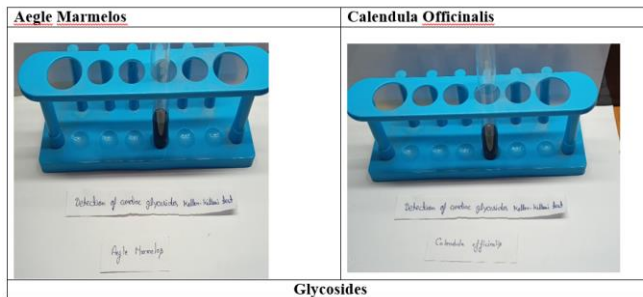 Aegle Marmelos
Calendula Officinalis
Detection of cardiac glycosides Keller-Killani test
Aegle Marmelos
Detection of cardiac glycosides Keller-Killani test
Calendula officinalis
Glycosides